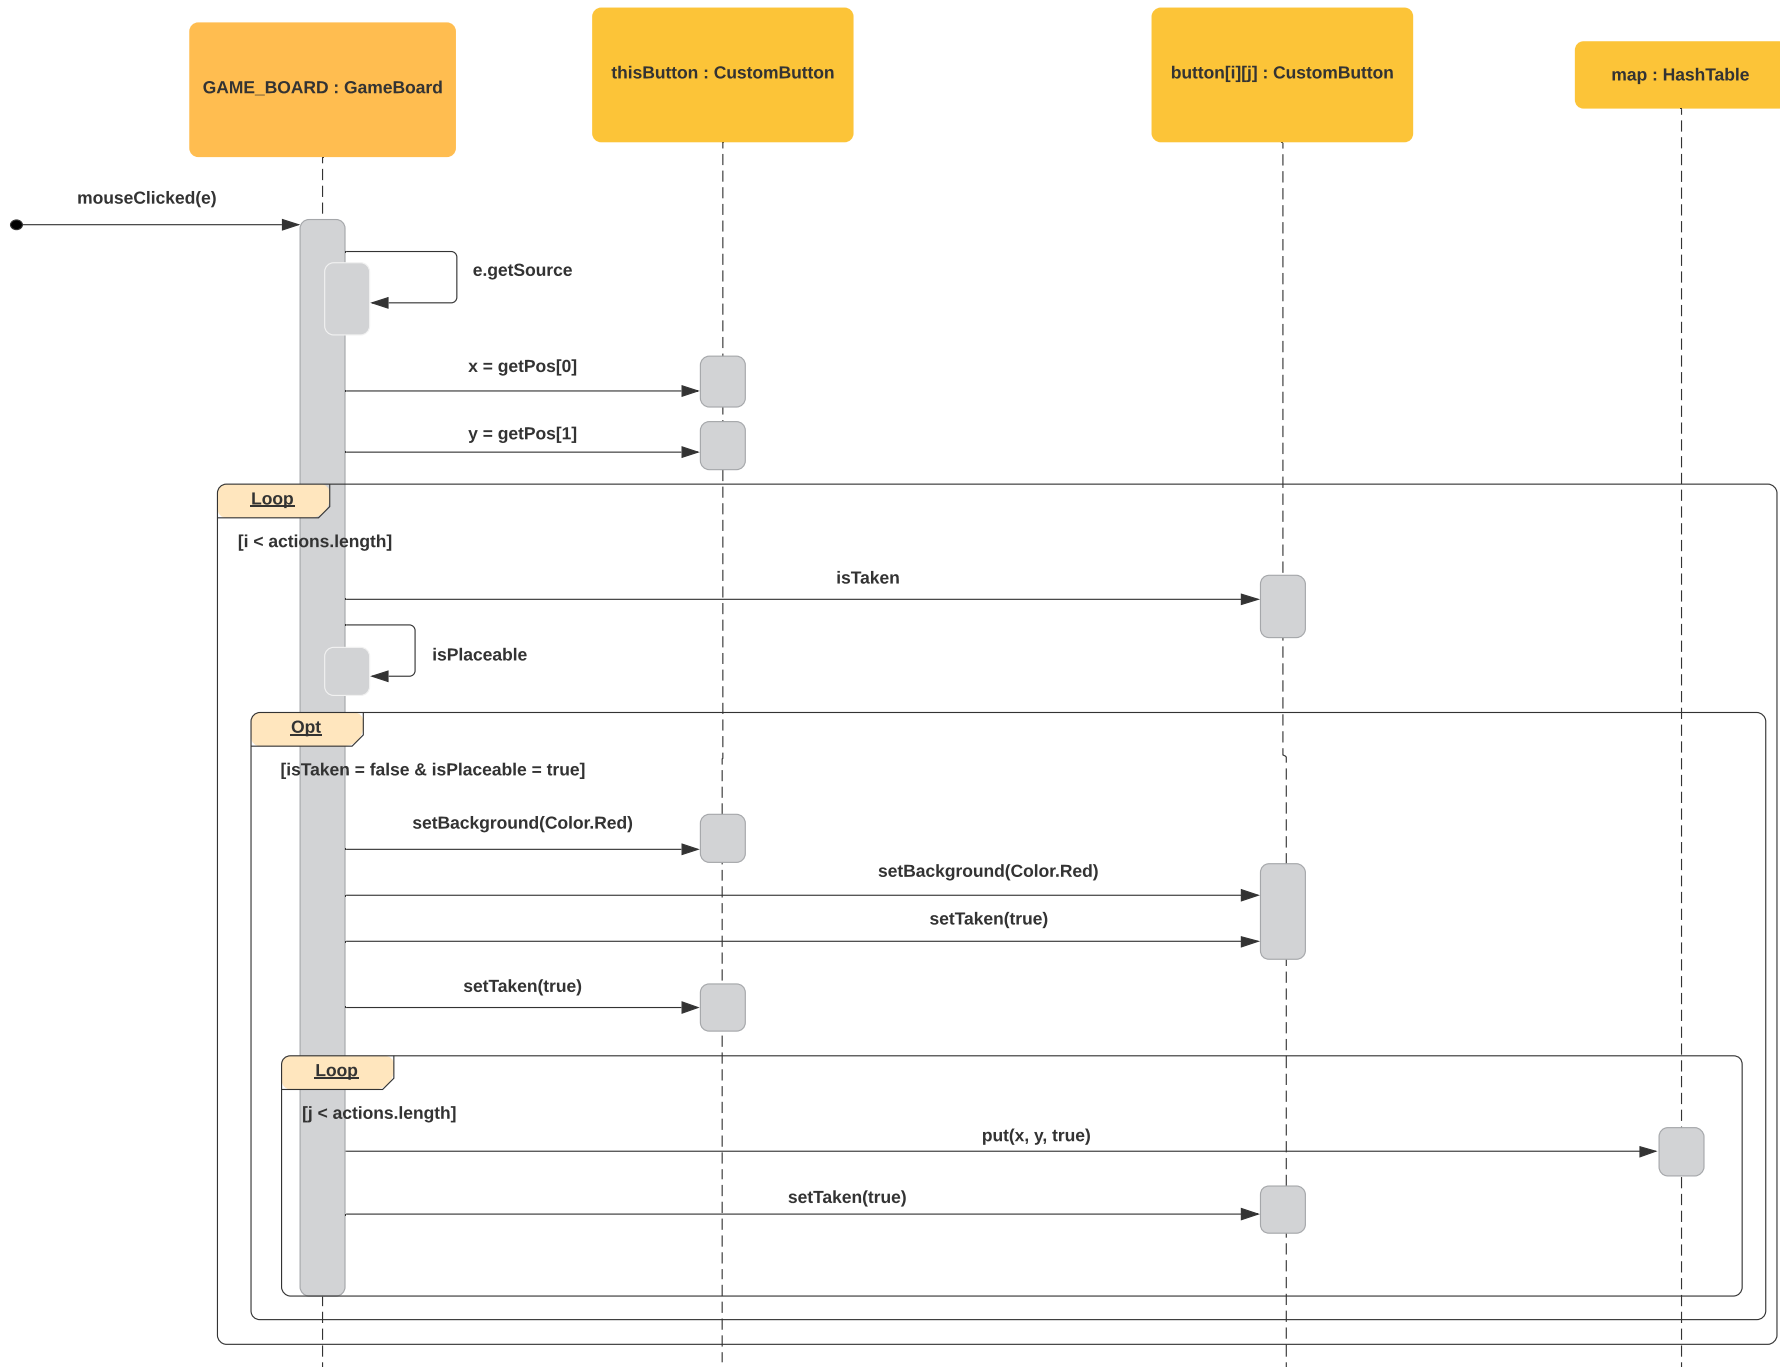 GAME_BOARD : GameBoard
thisButton : CustomButton
button[i][j] : CustomButton
map : HashTable
mouseClicked(e)
e.getSource
x = getPos[0]
y = getPos[1]
Loop
[i < actions.length]
isTaken
isPlaceable
Opt
[isTaken = false & isPlaceable = true]
setBackground(Color.Red)
setBackground(Color.Red)
setTaken(true)
setTaken(true)
Loop
[j < actions.length]
put(x, y, true)
setTaken(true)